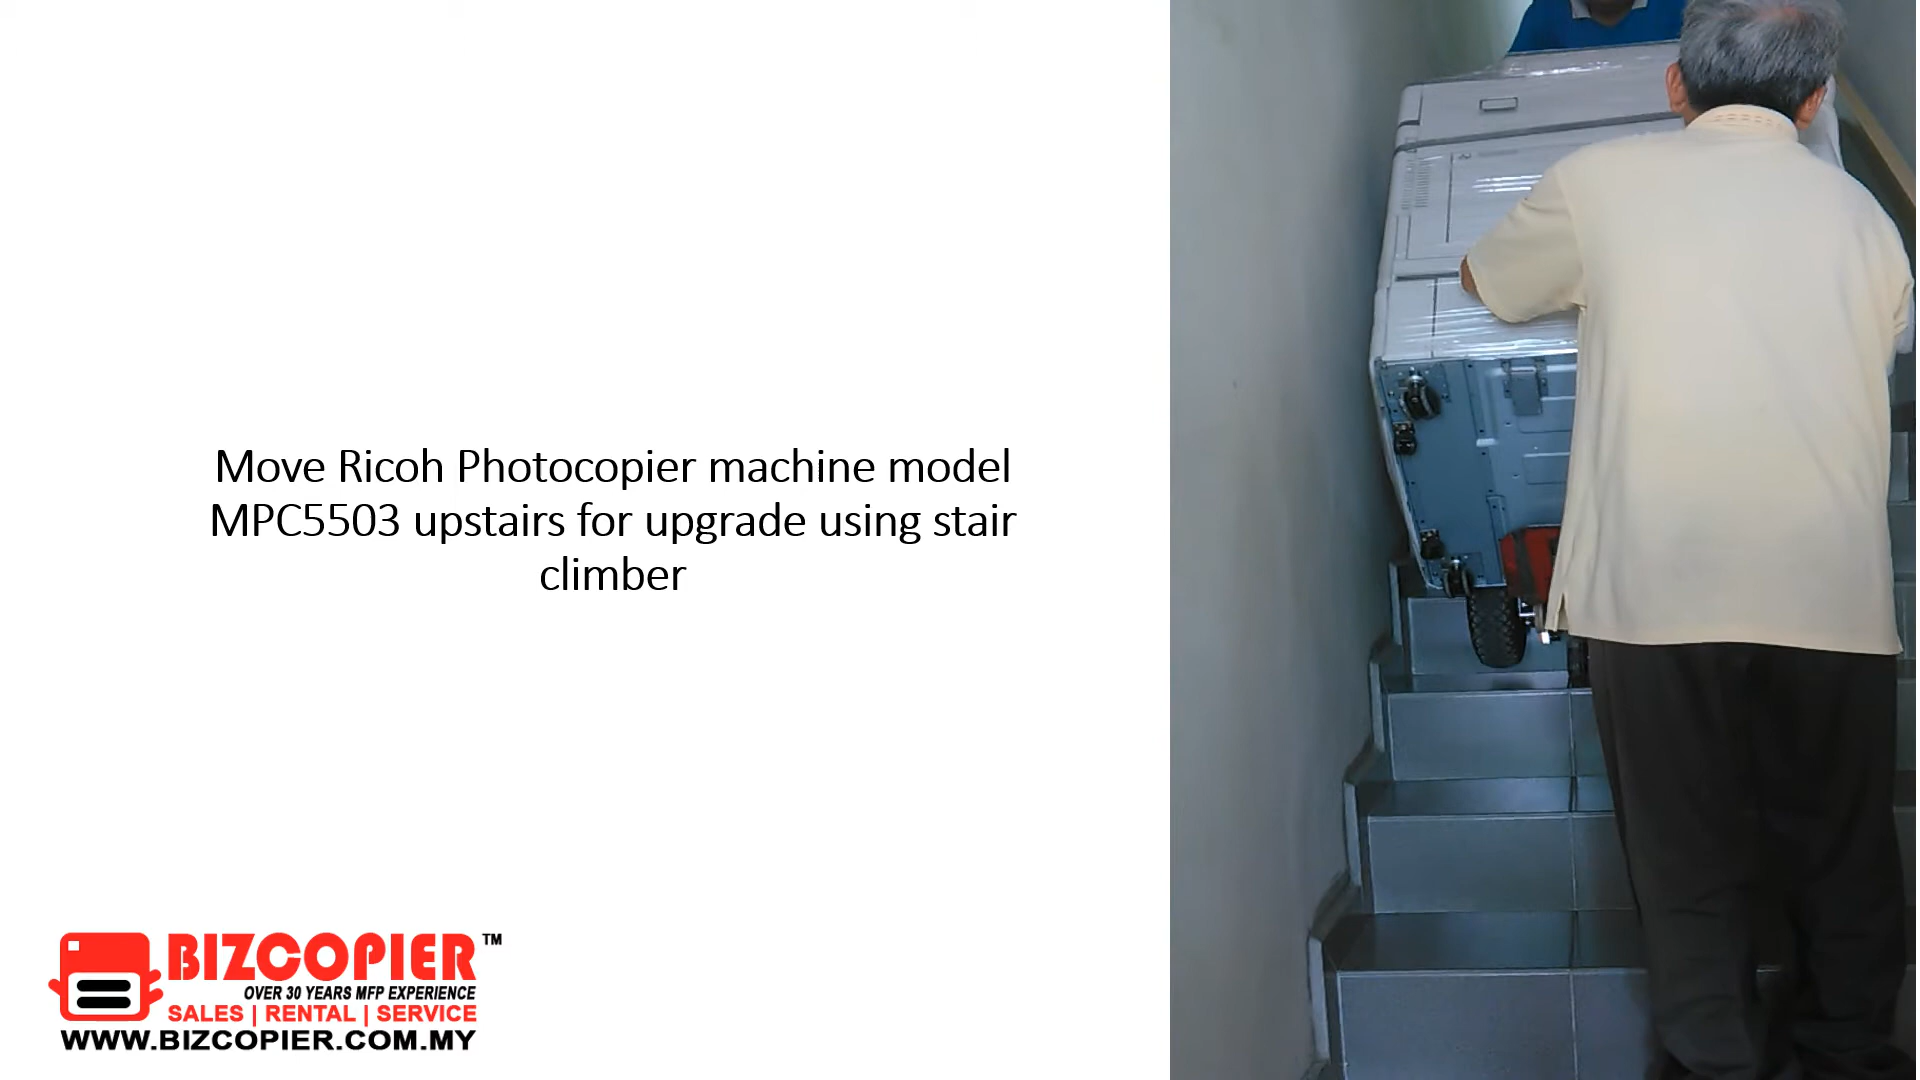 Move Ricoh Photocopier machine model
MPC5503 upstairs for upgrade using stair
climber
BIZCOPIER™
OVER 30 YEARS MFP EXPERIENCE
SALES | RENTAL | SERVICE
WWW.BIZCOPIER.COM.MY